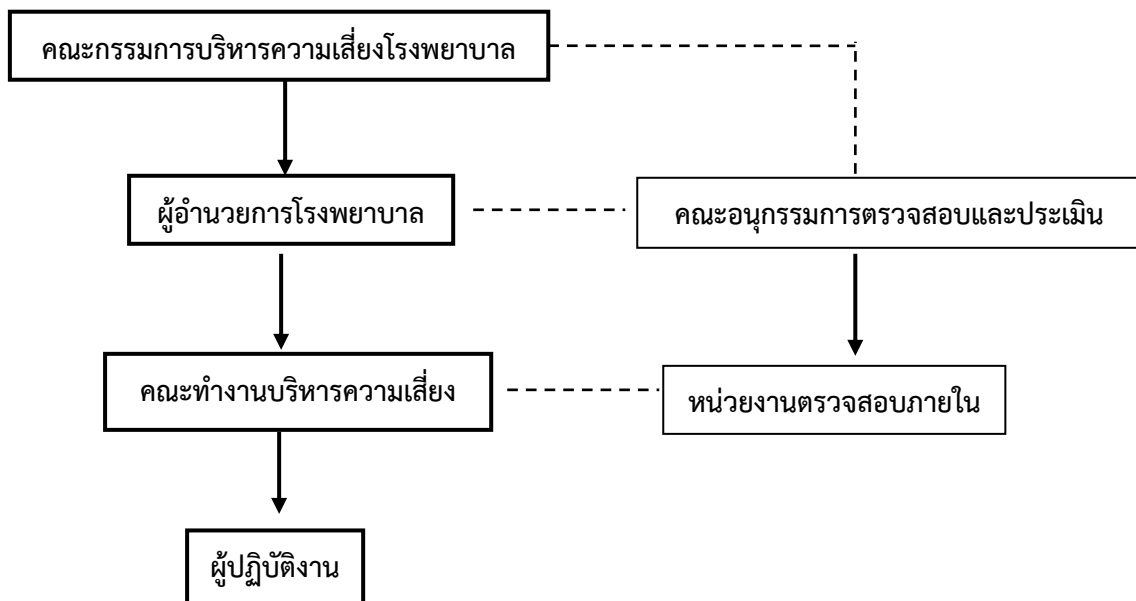 คณะกรรมการบริหารความเสี่ยงโรงพยาบาล
ผู้อำนวยการโรงพยาบาล
คณะอนุกรรมการตรวจสอบและประเมิน
คณะทำงานบริหารความเสี่ยง
หน่วยงานตรวจสอบภายใน
ผู้ปฏิบัติงาน